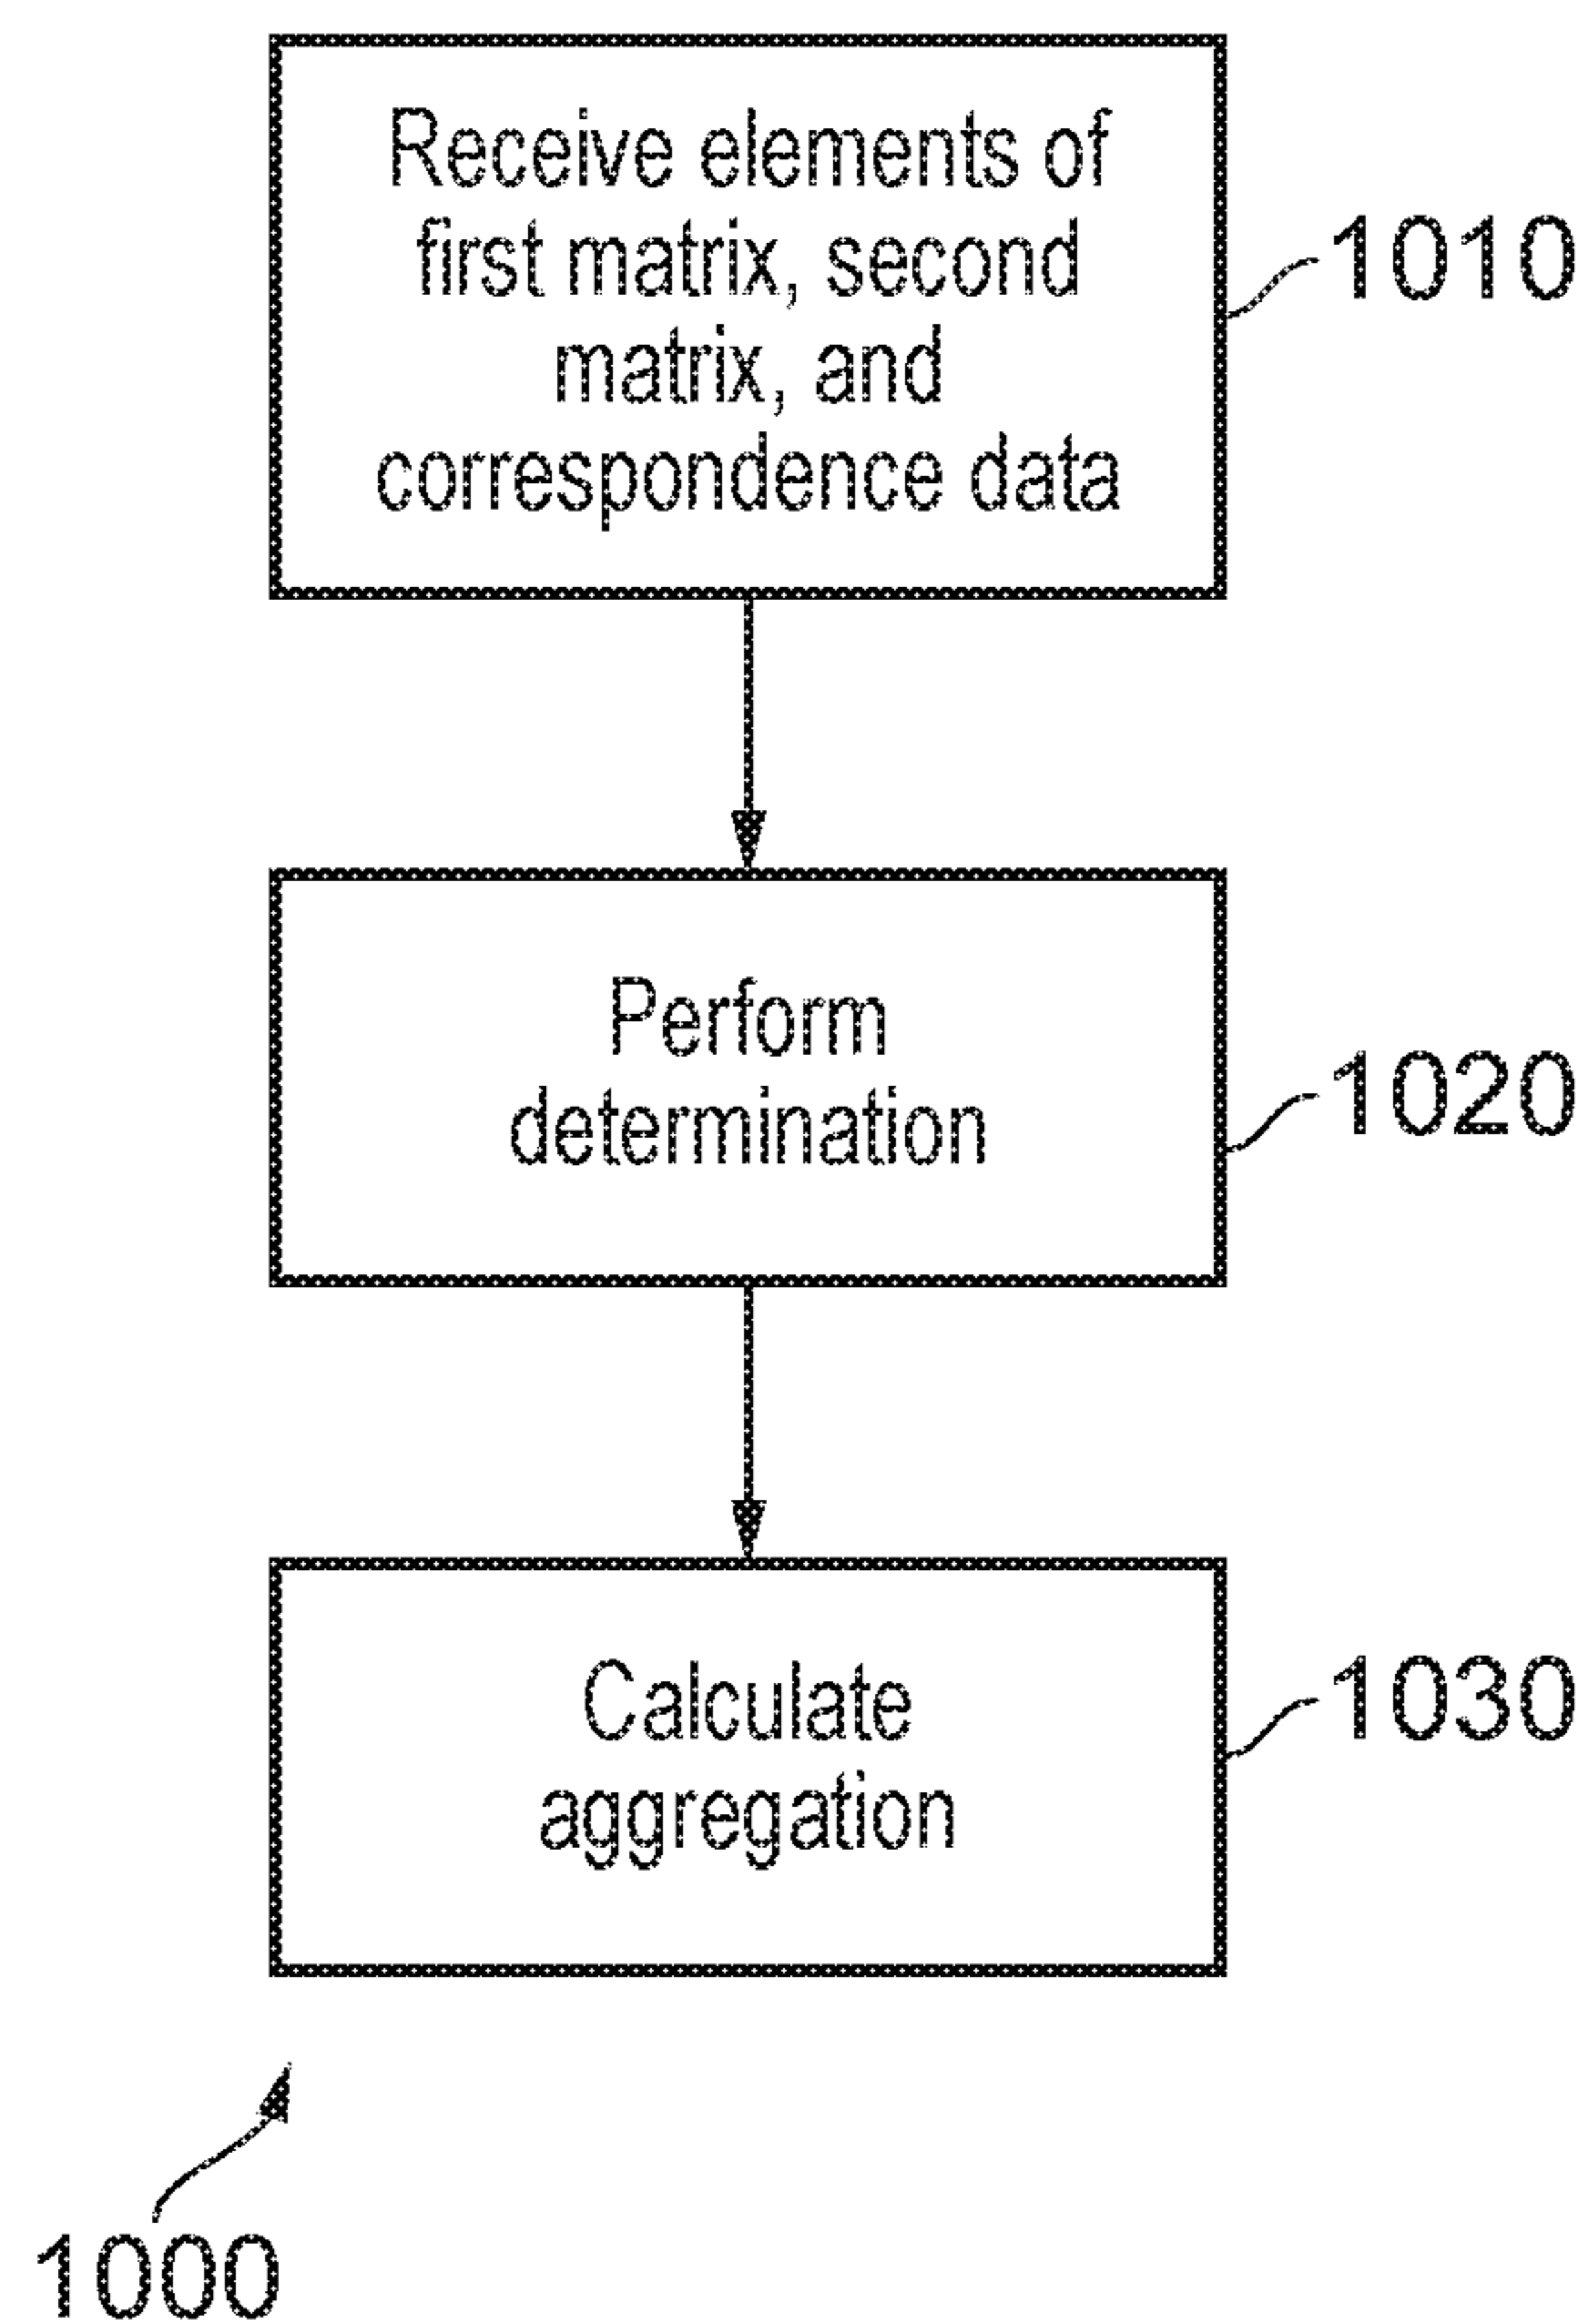 Receive elements of
first matrix, second
matrix, and
correspondence data
1010
Perform
determination
1020
Calculate
aggregation
1030
1000